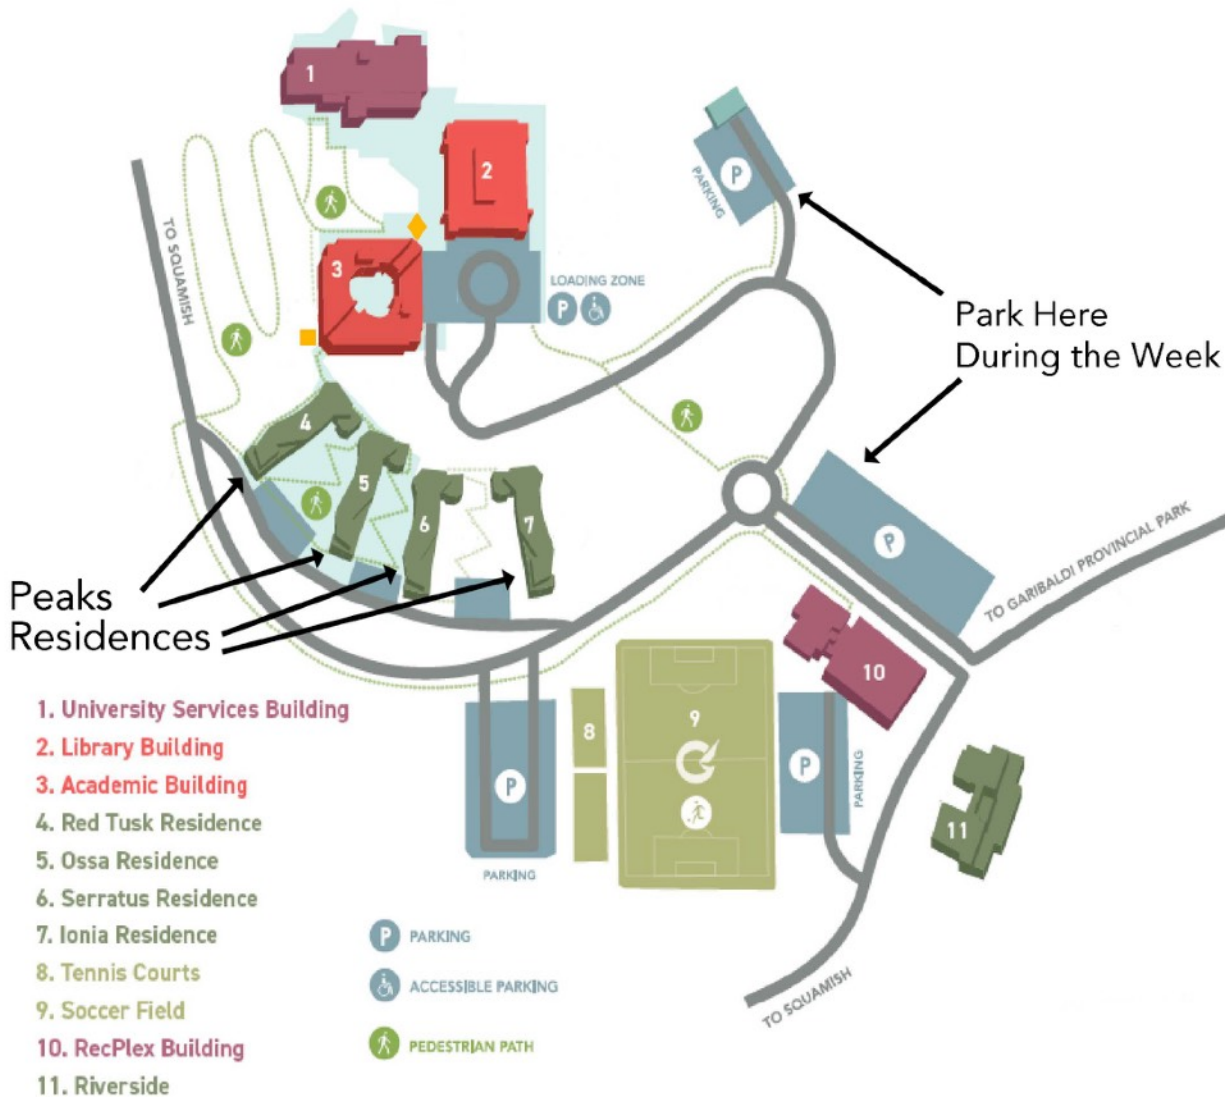 1
2
3
TO SQUAMISH
PARKING
P
LOADING ZONE
P
Park Here
During the Week
4
5
6
7
P
TO GARIBALDI PROVINCIAL PARK
Peaks
Residences
10
8
9
P
PARKING
P
PARKING
11
TO SQUAMISH
1. University Services Building
2. Library Building
3. Academic Building
4. Red Tusk Residence
5. Ossa Residence
6. Serratus Residence
7. Ionia Residence
8. Tennis Courts
9. Soccer Field
10. RecPlex Building
11. Riverside
P PARKING
ACCESSIBLE PARKING
PEDESTRIAN PATH